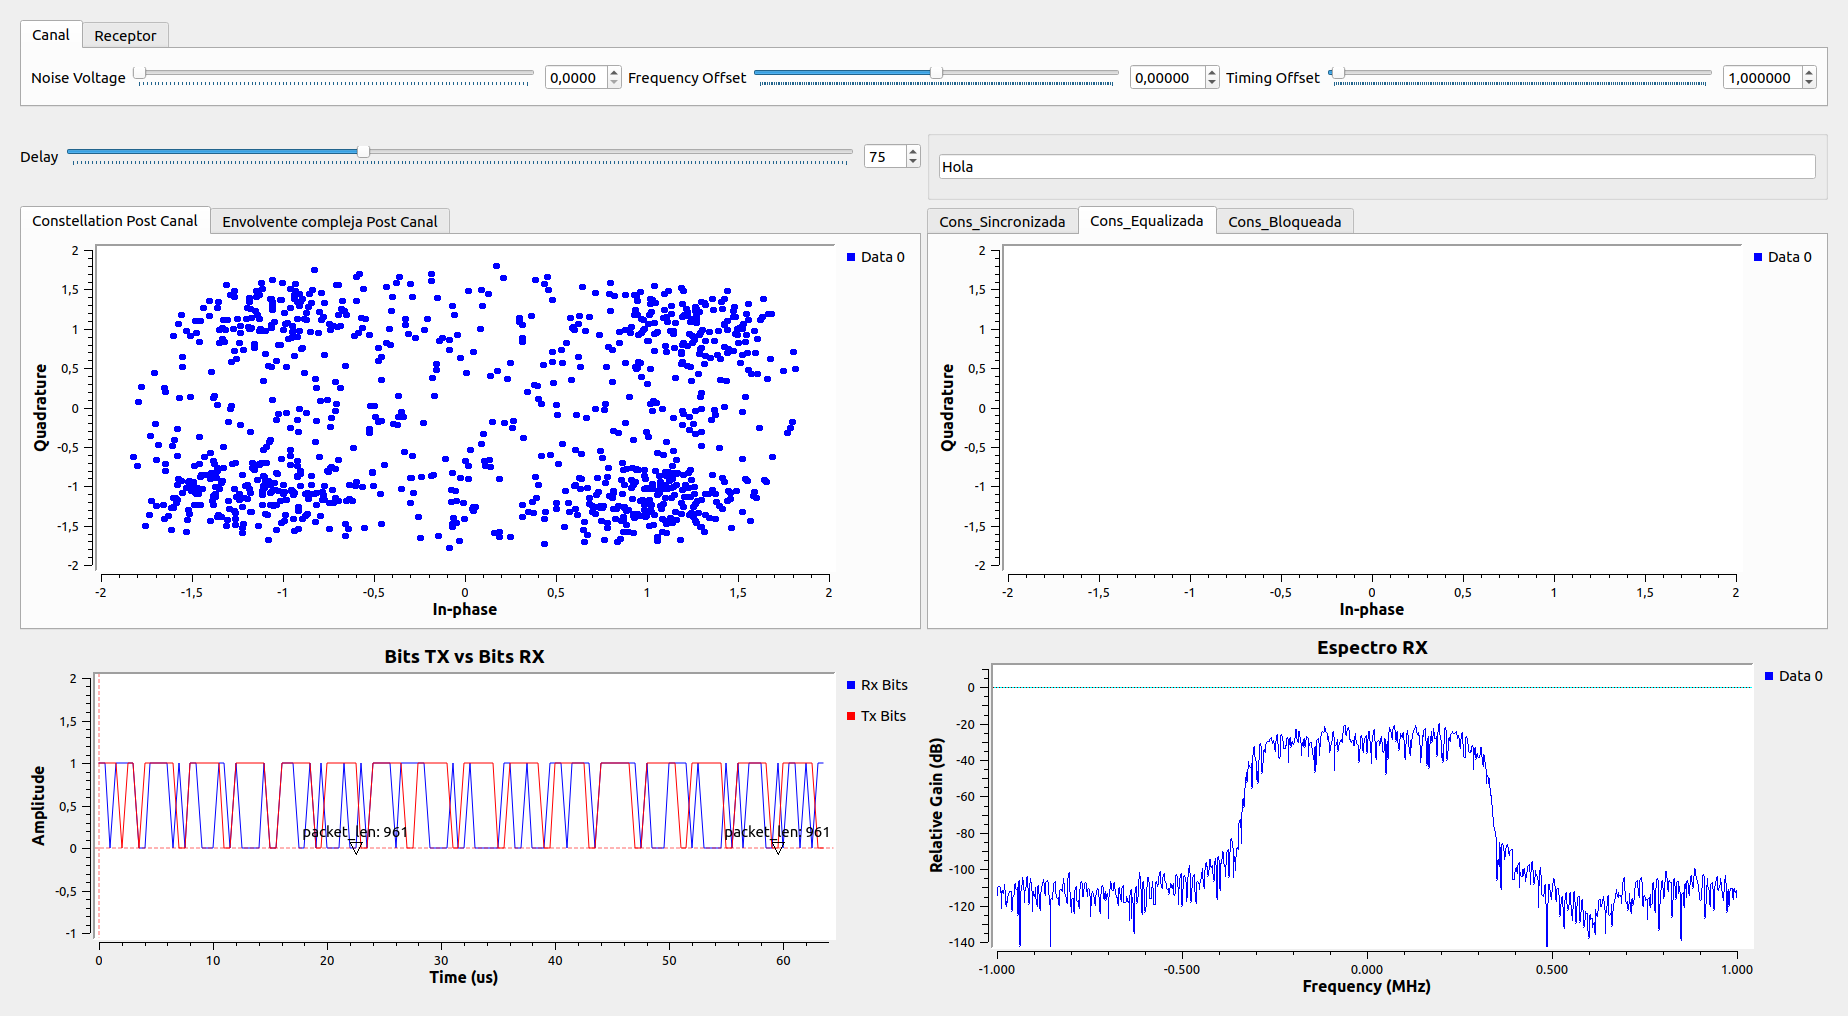 Canal Receptor
Noise Voltage 0,0000 Frequency Offset 0,00000 Timing Offset 1,000000
Delay 75
Hola
Constellation Post Canal Envolvente compleja Post Canal
2
1,5
1
0,5
0
-0,5
-1
-1,5
-2
Quadrature
-2 -1,5 -1 -0,5 0 0,5 1 1,5 2
In-phase
Data 0
Cons_Sincronizada Cons_Equalizada Cons_Bloqueada
2
1,5
1
0,5
0
-0,5
-1
-1,5
-2
Quadrature
-2 -1,5 -1 -0,5 0 0,5 1 1,5 2
In-phase
Data 0
Bits TX vs Bits RX
2
1,5
1
0,5
0
-0,5
-1
Amplitude
packet_len: 961 packet_len: 961
0 10 20 30 40 50 60
Time (us)
Rx Bits
Tx Bits
Espectro RX
0
-20
-40
-60
-80
-100
-120
-140
Relative Gain (dB)
-1.000 -0.500 0.000 0.500 1.000
Frequency (MHz)
Data 0